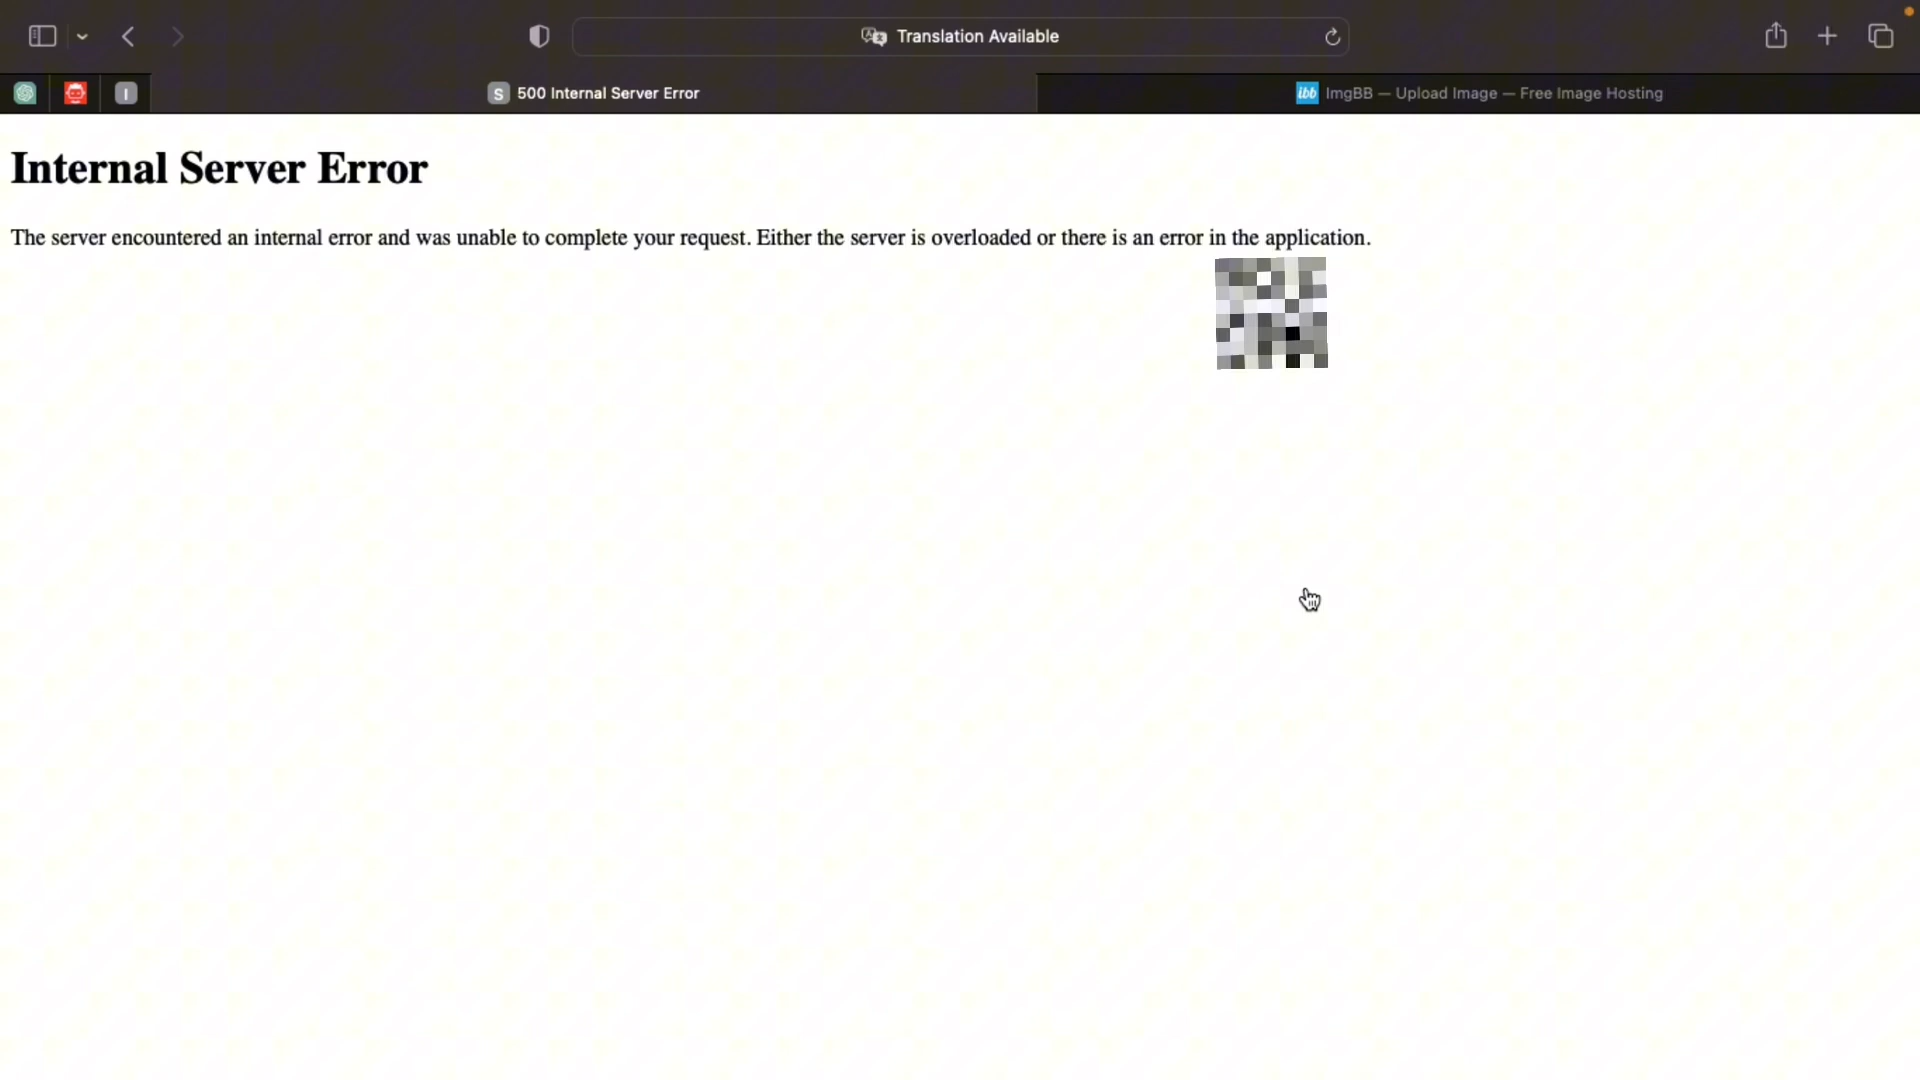 Translation Available
S 500 Internal Server Error
ibb ImgBB — Upload Image — Free Image Hosting
I
Internal Server Error
The server encountered an internal error and was unable to complete your request. Either the server is overloaded or there is an error in the application.